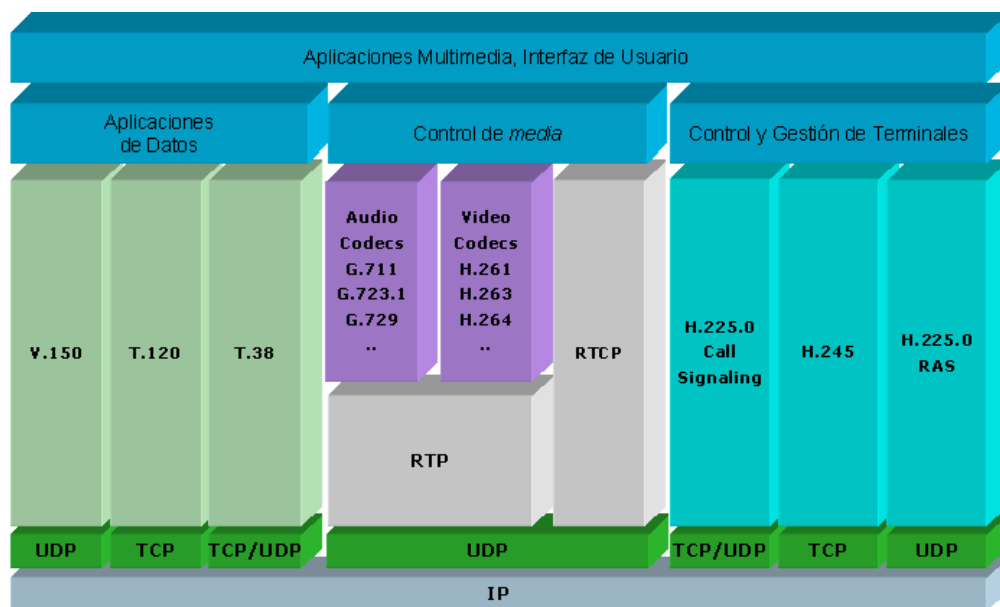 Aplicaciones Multimedia, Interfaz de Usuario
Aplicaciones
de Datos
Control de media
Control y Gestión de Terminales
V.150
T.120
T.38
Audio
Codecs
G.711
G.723.1
G.729
..
Video
Codecs
H.261
H.263
H.264
..
RTP
RTCP
H.225.0
Call
Signaling
H.245
H.225.0
RAS
UDP
TCP
TCP/UDP
UDP
TCP/UDP
TCP
UDP
IP